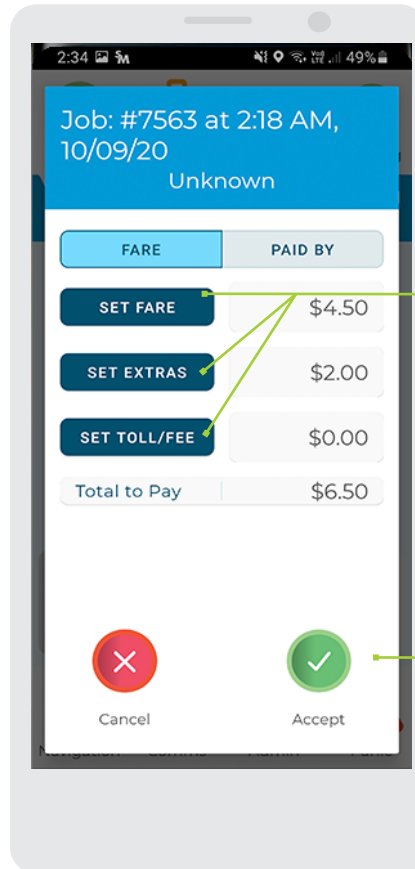 2:34 49%
Job: #7563 at 2:18 AM,
10/09/20
Unknown
FARE PAID BY
SET FARE $4.50
SET EXTRAS $2.00
SET TOLL/FEE $0.00
Total to Pay $6.50
Cancel Accept